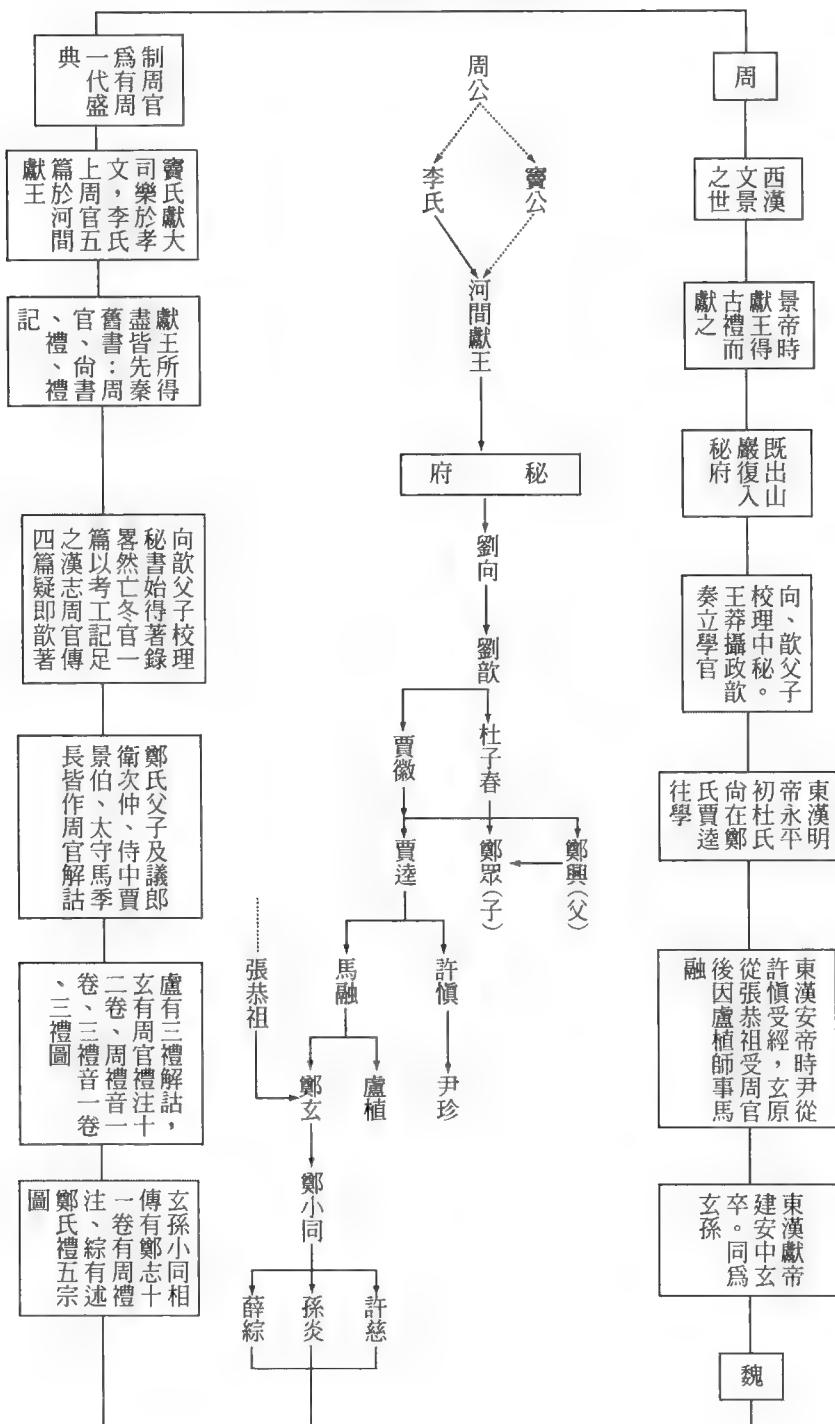 周
西漢
文景
之世
景帝時
獻王得
古禮而
獻之
既出山
巖復入
秘府
向、歆父子
校理中秘。
王莽攝政歆
奏立學官
東漢明
帝永平
初杜氏
尙在鄭
氏賈逵
往學
東漢安帝時尹從
許愼受經,玄原
從張恭祖受周官
後因盧植師事馬
融
東漢獻帝
建安中玄
卒。同爲
玄孫
魏
周公
竇公
李氏
河間獻王
秘府
劉向
劉歆
杜子春
賈徽
鄭興(父)
鄭眾(子)
賈逵
許愼
馬融
張恭祖
尹珍
盧植
鄭玄
鄭小同
許慈
孫炎
薛綜
制周官
爲有周
一代盛
典
竇氏獻大
司樂於孝
文,李氏
上周官五
篇於河間
獻王
獻王所得
盡皆先秦
舊書:周
官、尙書
、禮、禮
記
向歆父子校理
秘書始得著錄
畧然亡冬官一
篇以考工記足
之漢志周官傳
四篇疑即歆著
鄭氏父子及議郎
衛次仲、侍中賈
景伯、太守馬季
長皆作周官解詁
盧有三禮解詁,
玄有周官禮注十
二卷、周禮音一
卷、三禮音一卷
、三禮圖
玄孫小同相
傳有鄭志十
一卷有周禮
注、綜有述
鄭氏禮五宗
圖